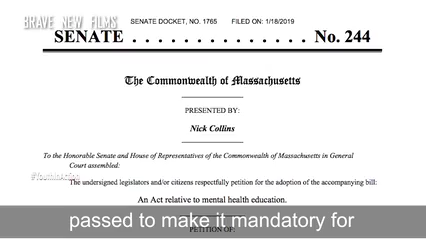 BRAVE NEW FILMS
SENATE DOCKET, NO. 1765 FILED ON: 1/18/2019
SENATE . . . . . . . . . . . . . . No. 244
The Commonwealth of Massachusetts
PRESENTED BY:
Nick Collins
To the Honorable Senate and House of Representatives of the Commonwealth of Massachusetts in General
Court assembled:
#YouthInAction
The undersigned legislators and/or citizens respectfully petition for the adoption of the accompanying bill:
An Act relative to mental health education.
passed to make it mandatory for
PETITION OF: